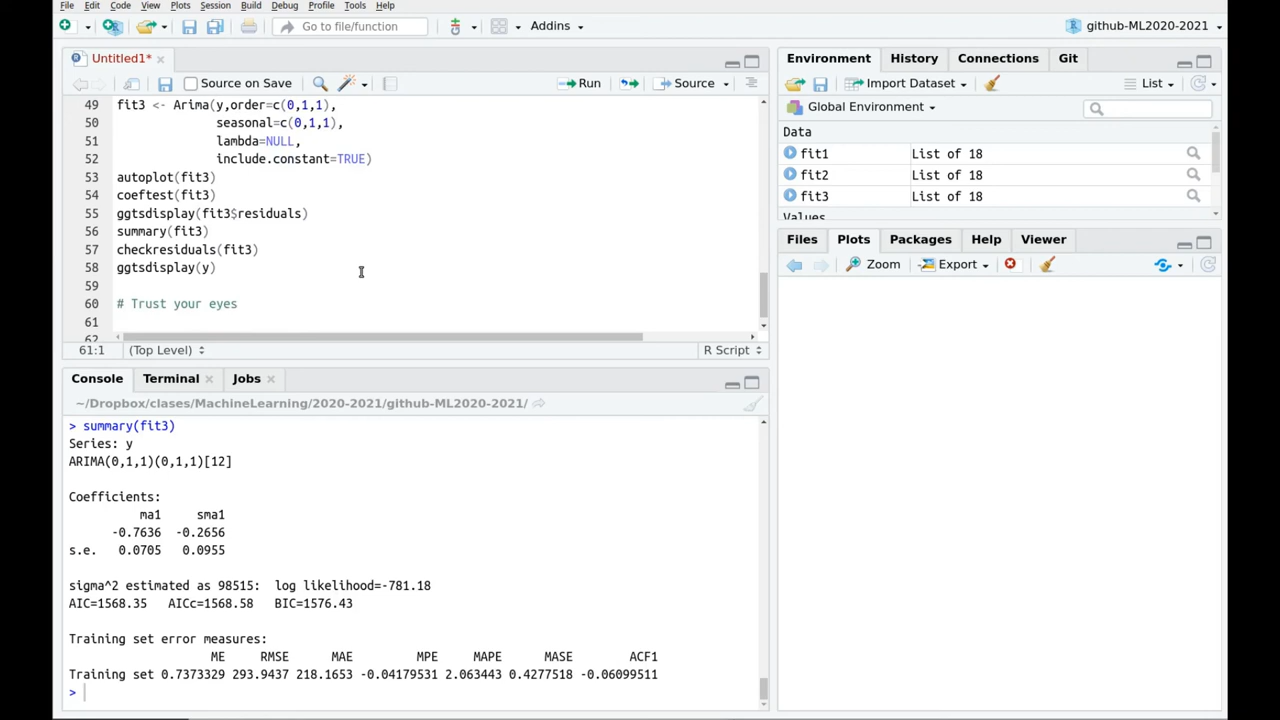 File Edit Code View Plots Session Build Debug Profile Tools Help
Go to file/function Addins github-ML2020-2021
Untitled1*
Source on Save Run Source
49 fit3 <- Arima(y,order=c(0,1,1),
50 seasonal=c(0,1,1),
51 lambda=NULL,
52 include.constant=TRUE)
53 autoplot(fit3)
54 coeftest(fit3)
55 ggtsdisplay(fit3$residuals)
56 summary(fit3)
57 checkresiduals(fit3)
58 ggtsdisplay(y)
59
60 # Trust your eyes
61
62
61:1 (Top Level) R Script
Console Terminal Jobs
~/Dropbox/clases/MachineLearning/2020-2021/github-ML2020-2021/
> summary(fit3)
Series: y
ARIMA(0,1,1)(0,1,1)[12]
Coefficients:
ma1 sma1
-0.7636 -0.2656
s.e. 0.0705 0.0955
sigma^2 estimated as 98515: log likelihood=-781.18
AIC=1568.35 AICc=1568.58 BIC=1576.43
Training set error measures:
ME RMSE MAE MPE MAPE MASE ACF1
Training set 0.7373329 293.9437 218.1653 -0.04179531 2.063443 0.4277518 -0.06099511
>
Environment History Connections Git
Import Dataset List
Global Environment
Data
fit1 List of 18
fit2 List of 18
fit3 List of 18
Values
Files Plots Packages Help Viewer
Zoom Export